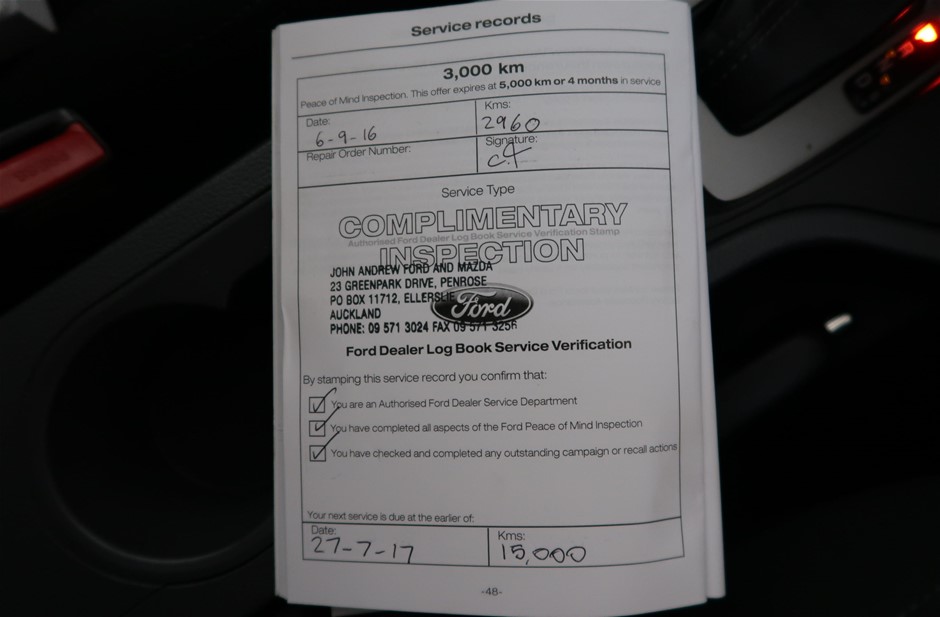 Service records
3,000 km
Peace of Mind Inspection. This offer expires at 5,000 km or 4 months in service
Date:
6-9-16
Kms:
2960
Repair Order Number:
Signature:
Service Type
COMPLIMENTARY
Authorised Ford Dealer Log Book Service Verification Stamp
INSPECTION
JOHN ANDREW FORD AND MAZDA
23 GREENPARK DRIVE, PENROSE
PO BOX 11712, ELLERSLIE
AUCKLAND
PHONE: 09 571 3024 FAX 09 571 3256
Ford
Ford Dealer Log Book Service Verification
By stamping this service record you confirm that:
You are an Authorised Ford Dealer Service Department
You have completed all aspects of the Ford Peace of Mind Inspection
You have checked and completed any outstanding campaign or recall actions
Your next service is due at the earlier of:
Date:
27-7-17
Kms:
15,000
-48-